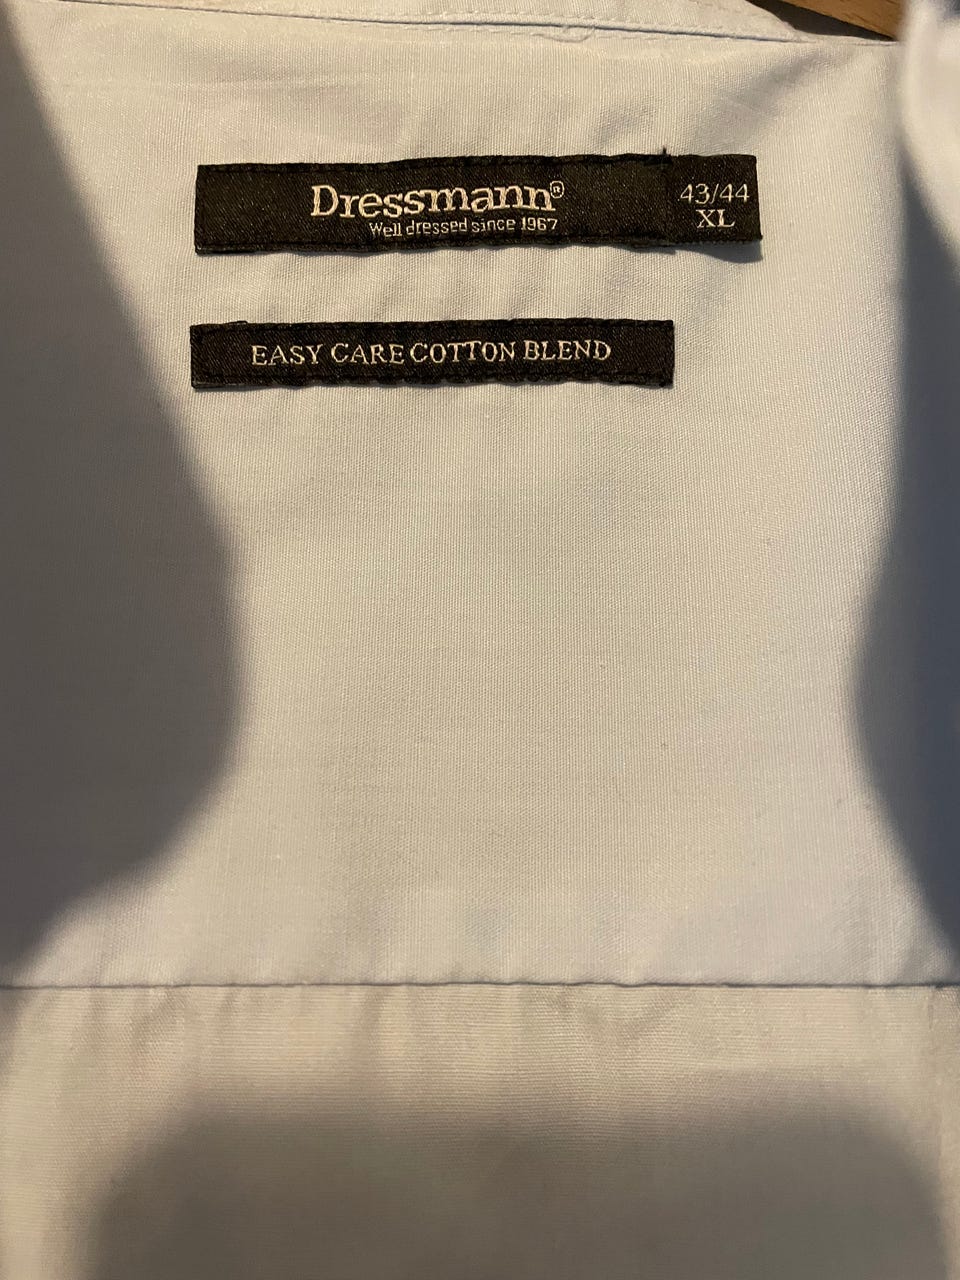 Dressmann®
Well dressed since 1967
43/44
XL
EASY CARE COTTON BLEND